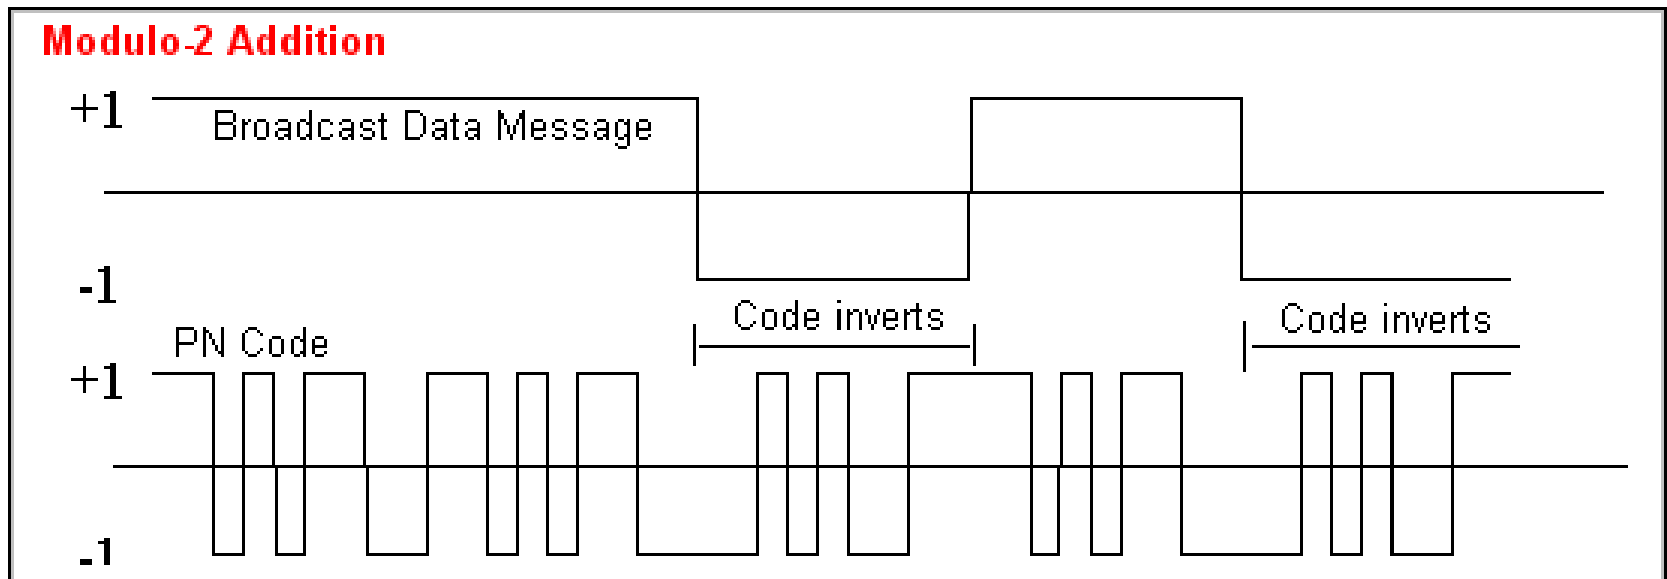 Modulo-2 Addition
+1
Broadcast Data Message
-1
Code inverts
Code inverts
PN Code
+1
-1